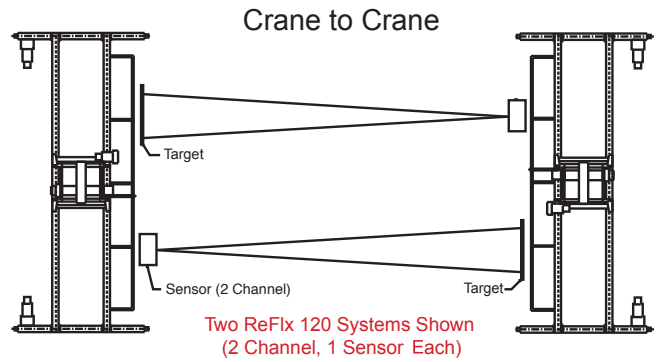 Crane to Crane
Target
Sensor (2 Channel)
Target
Two ReFlx 120 Systems Shown
(2 Channel, 1 Sensor Each)